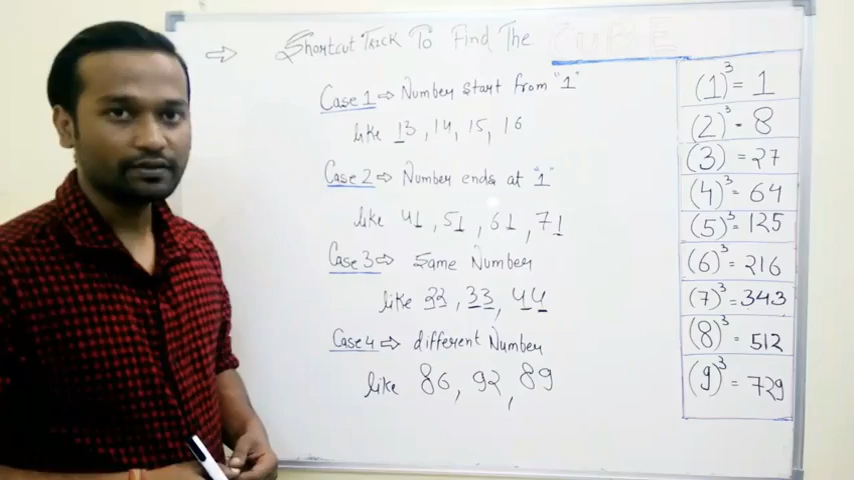 ⇒ Shortcut Trick To Find The CUBE
Case 1 ⇒ Number start from "1"
like 13, 14, 15, 16
Case 2 ⇒ Number ends at "1"
like 41, 51, 61, 71
Case 3 ⇒ Same Number
like 22, 33, 44
Case 4 ⇒ different Number
like 86, 92, 89
(1)³ = 1
(2)³ - 8
(3)³ = 27
(4)³ = 64
(5)³ = 125
(6)³ = 216
(7)³ = 343
(8)³ = 512
(9)³ = 729